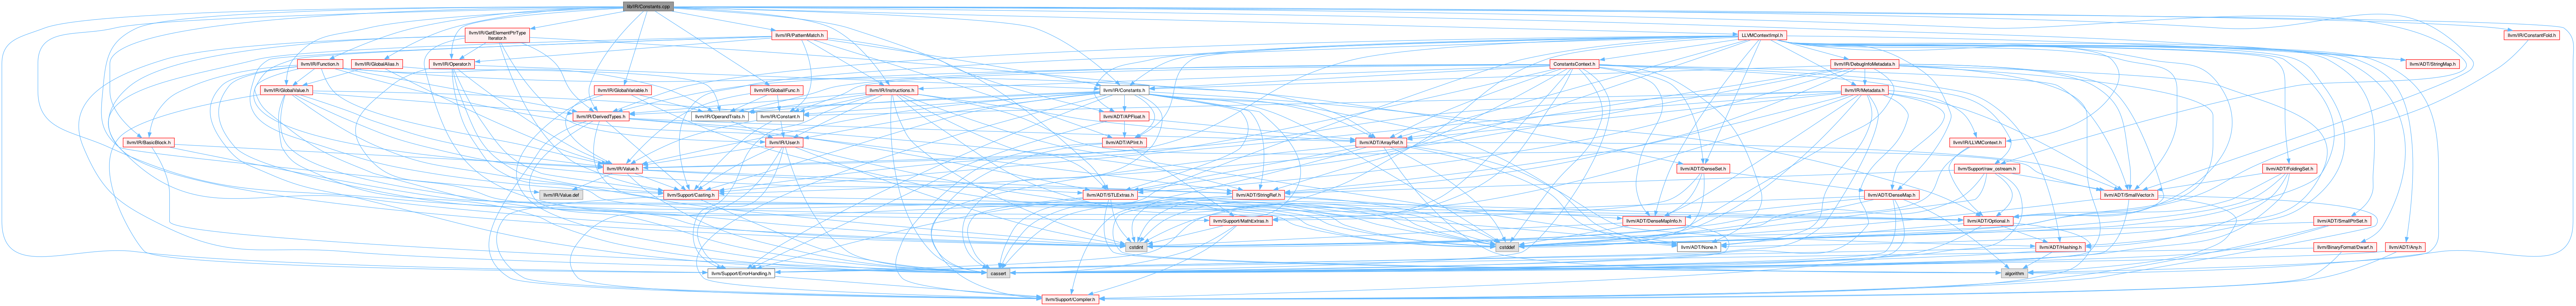 lib/IR/Constants.cpp
llvm/IR/GetElementPtrType
Iterator.h
llvm/IR/PatternMatch.h
LLVMContextImpl.h
llvm/IR/ConstantFold.h
llvm/IR/Function.h
llvm/IR/GlobalAlias.h
llvm/IR/Operator.h
ConstantsContext.h
llvm/IR/DebugInfoMetadata.h
llvm/ADT/StringMap.h
llvm/IR/GlobalValue.h
llvm/IR/GlobalVariable.h
llvm/IR/GlobalIFunc.h
llvm/IR/Instructions.h
llvm/IR/Constants.h
llvm/IR/Metadata.h
llvm/IR/DerivedTypes.h
llvm/IR/OperandTraits.h
llvm/IR/Constant.h
llvm/ADT/APFloat.h
llvm/IR/BasicBlock.h
llvm/IR/User.h
llvm/ADT/APInt.h
llvm/ADT/ArrayRef.h
llvm/IR/LLVMContext.h
llvm/IR/Value.h
llvm/ADT/DenseSet.h
llvm/Support/raw_ostream.h
llvm/ADT/FoldingSet.h
llvm/IR/Value.def
llvm/Support/Casting.h
llvm/ADT/STLExtras.h
llvm/ADT/StringRef.h
llvm/ADT/DenseMap.h
llvm/ADT/SmallVector.h
llvm/Support/MathExtras.h
llvm/ADT/DenseMapInfo.h
llvm/ADT/Optional.h
llvm/ADT/SmallPtrSet.h
cstdint
cstddef
llvm/ADT/None.h
llvm/ADT/Hashing.h
llvm/BinaryFormat/Dwarf.h
llvm/ADT/Any.h
llvm/Support/ErrorHandling.h
cassert
algorithm
llvm/Support/Compiler.h